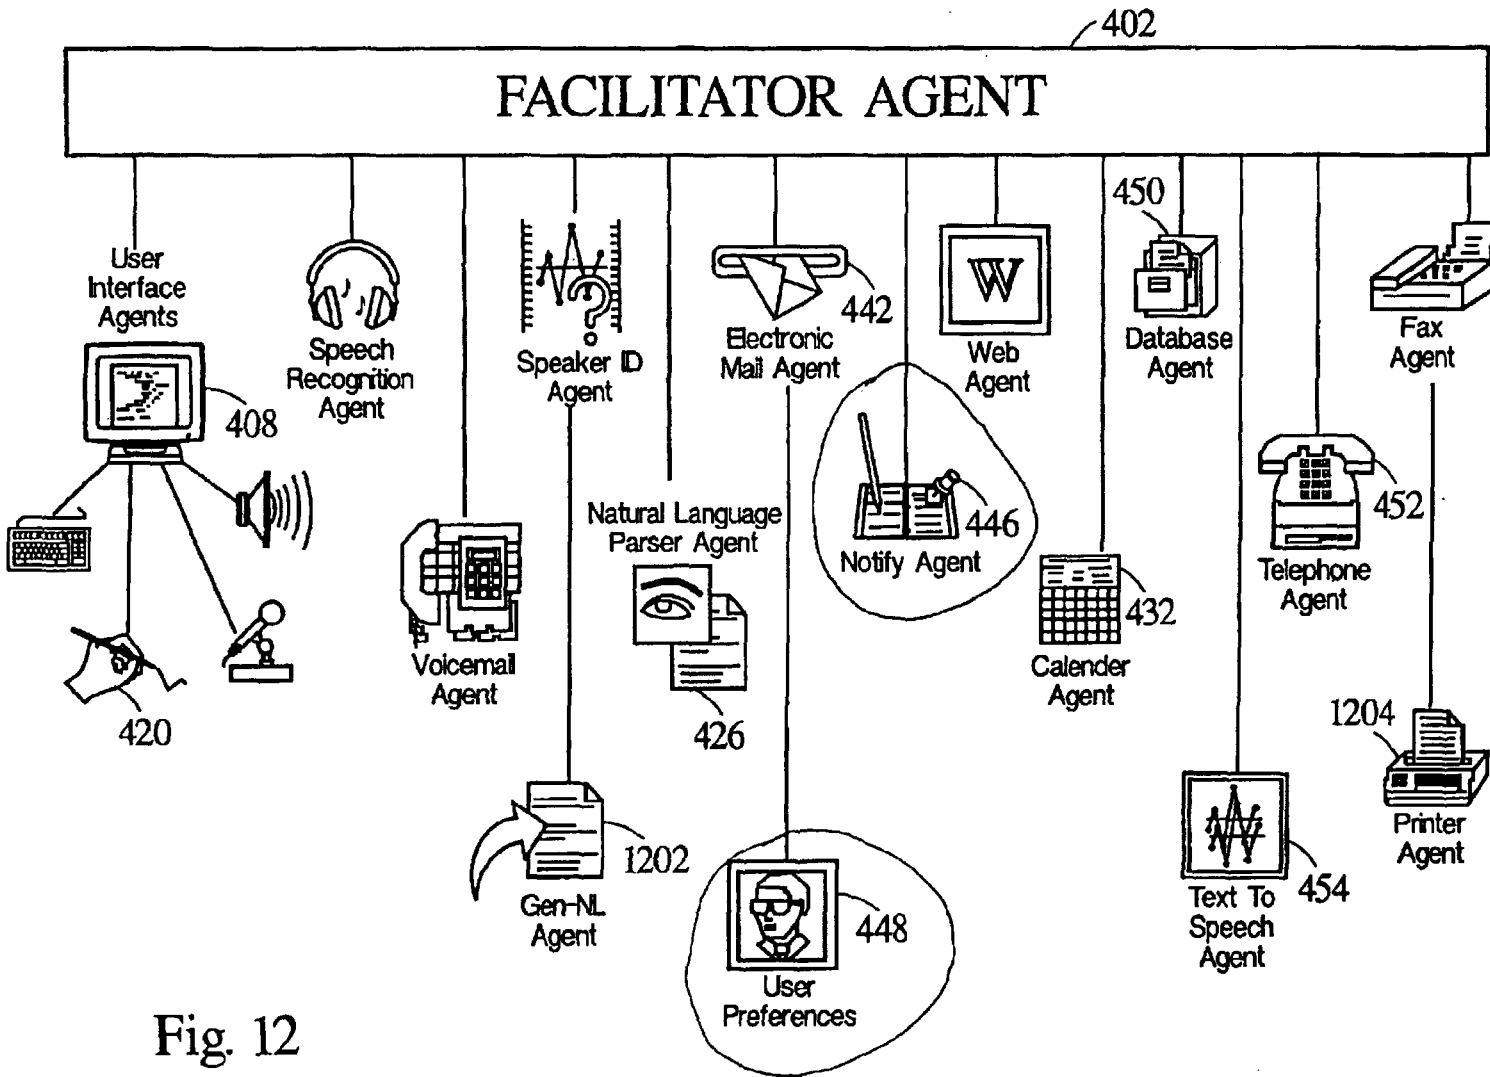 402
FACILITATOR AGENT
User
Interface
Agents
408
420
Speech
Recognition
Agent
Voicemail
Agent
Speaker ID
Agent
Gen-NL
Agent
1202
Natural Language
Parser Agent
426
442
Electronic
Mail Agent
448
User
Preferences
446
Notify Agent
W
Web
Agent
432
Calender
Agent
450
Database
Agent
454
Text To
Speech
Agent
452
Telephone
Agent
Fax
Agent
1204
Printer
Agent
Fig. 12